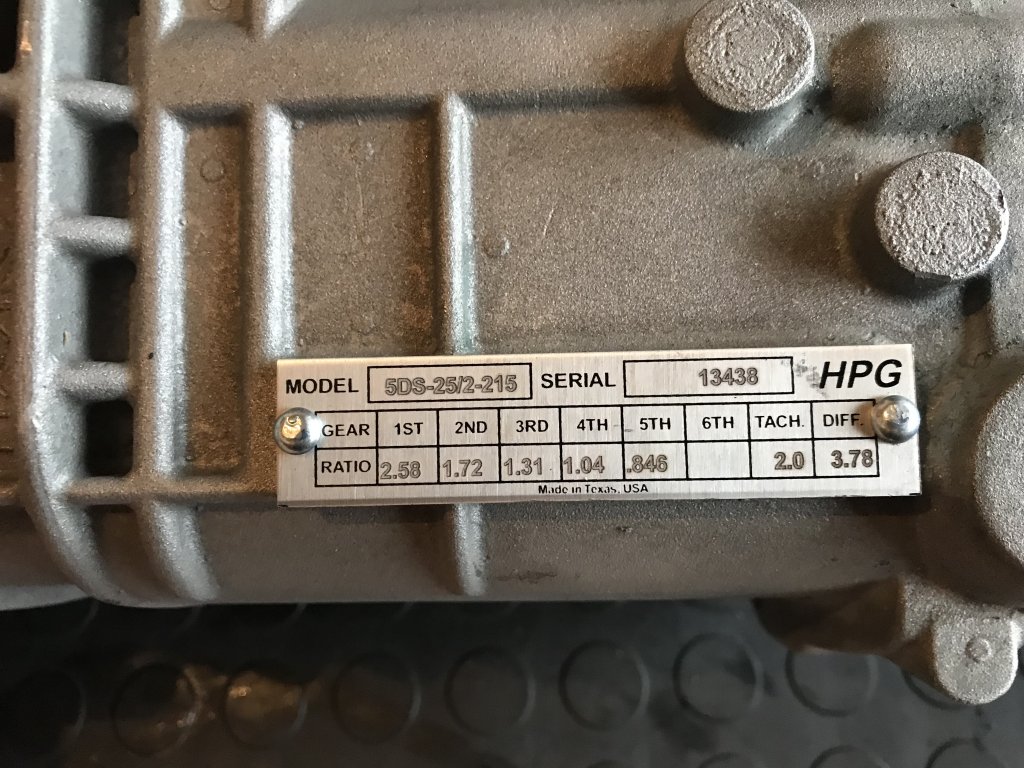 MODEL 5DS-25/2-215 SERIAL 13438 HPG
GEAR 1ST 2ND 3RD 4TH 5TH 6TH TACH. DIFF.
RATIO 2.58 1.72 1.31 1.04 .846 2.0 3.78
Made in Texas, USA